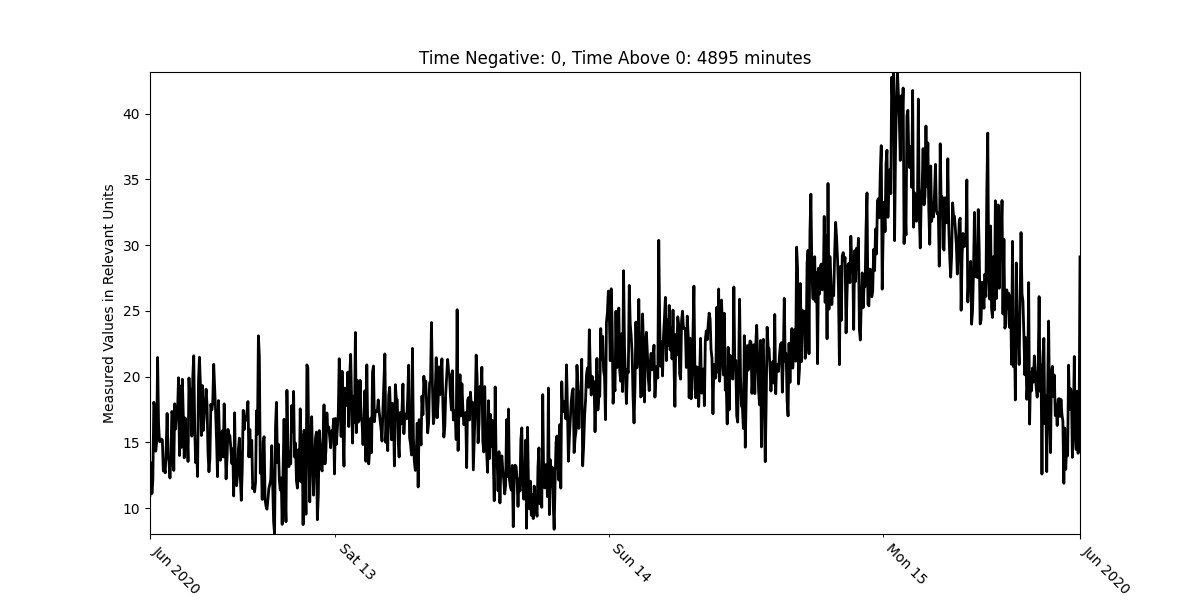 Time Negative: 0, Time Above 0: 4895 minutes
Measured Values in Relevant Units
40
35
30
25
20
15
10
Jun 2020
Sat 13
Sun 14
Mon 15
Jun 2020